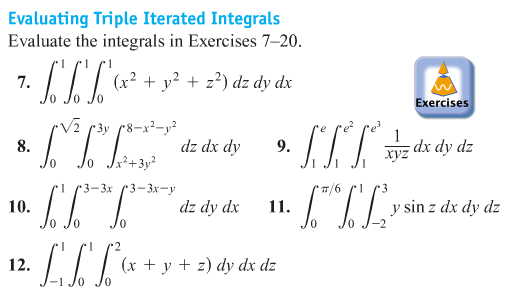 Evaluating Triple Iterated Integrals
Evaluate the integrals in Exercises 7–20.
7. ∫₀¹ ∫₀¹ ∫₀¹ (x² + y² + z²) dz dy dx
Exercises
8. ∫₀^√2 ∫₀^3y ∫_{x²+3y²}^{8−x²−y²} dz dx dy 9. ∫₁^e ∫₁^{e²} ∫₁^{e³} 1/xyz dx dy dz
10. ∫₀¹ ∫₀^{3−3x} ∫₀^{3−3x−y} dz dy dx 11. ∫₀^{π/6} ∫₀¹ ∫₋₂³ y sin z dx dy dz
12. ∫₋₁¹ ∫₀¹ ∫₀² (x + y + z) dy dx dz